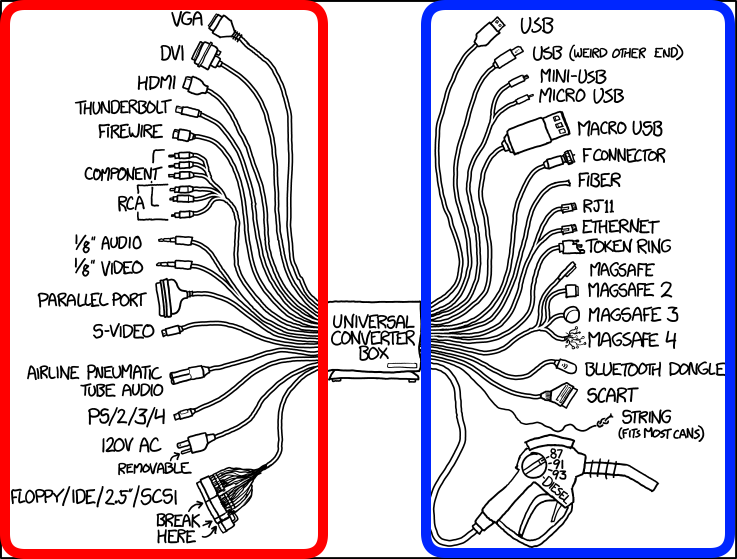 VGA
DVI
HDMI
THUNDERBOLT
FIREWIRE
COMPONENT
RCA
1/8" AUDIO
1/8" VIDEO
PARALLEL PORT
S-VIDEO
AIRLINE PNEUMATIC
TUBE AUDIO
PS/2/3/4
120V AC
REMOVABLE
FLOPPY/IDE/2.5"/SCSI
BREAK
HERE
UNIVERSAL
CONVERTER
BOX
USB
USB (WEIRD OTHER END)
MINI-USB
MICRO USB
MACRO USB
F CONNECTOR
FIBER
RJ11
ETHERNET
TOKEN RING
MAGSAFE
MAGSAFE 2
MAGSAFE 3
MAGSAFE 4
BLUETOOTH DONGLE
SCART
STRING
(FITS MOST CANS)
87
91
93
DIESEL